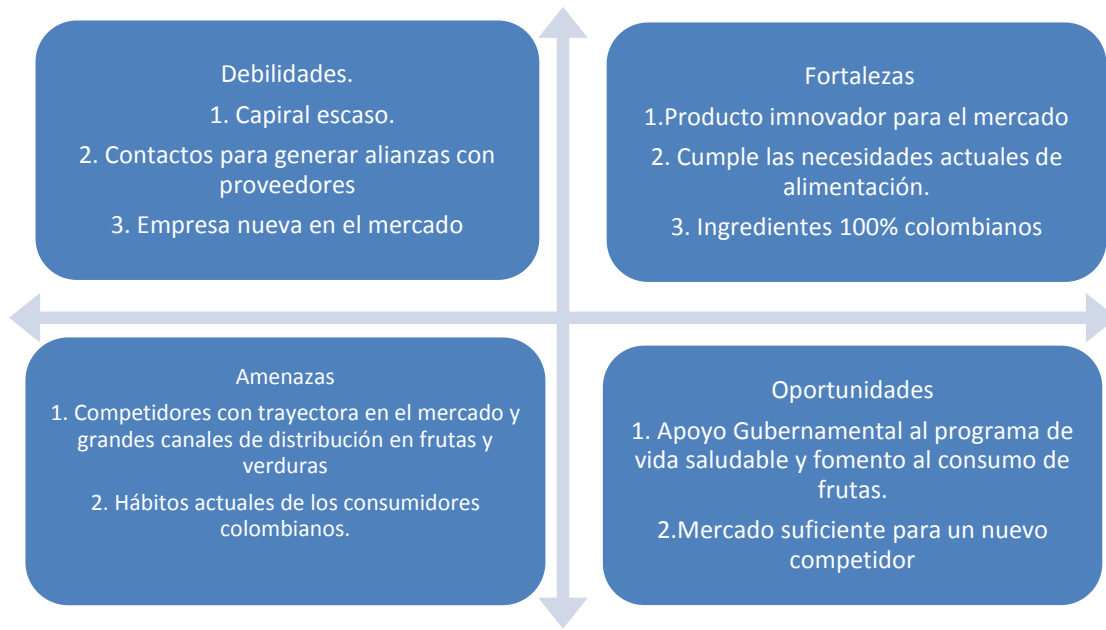 Debilidades.
1. Capiral escaso.
2. Contactos para generar alianzas con
proveedores
3. Empresa nueva en el mercado
Fortalezas
1.Producto imnovador para el mercado
2. Cumple las necesidades actuales de
alimentación.
3. Ingredientes 100% colombianos
Amenazas
1. Competidores con trayectora en el mercado y
grandes canales de distribución en frutas y
verduras
2. Hábitos actuales de los consumidores
colombianos.
Oportunidades
1. Apoyo Gubernamental al programa de
vida saludable y fomento al consumo de
frutas.
2.Mercado suficiente para un nuevo
competidor